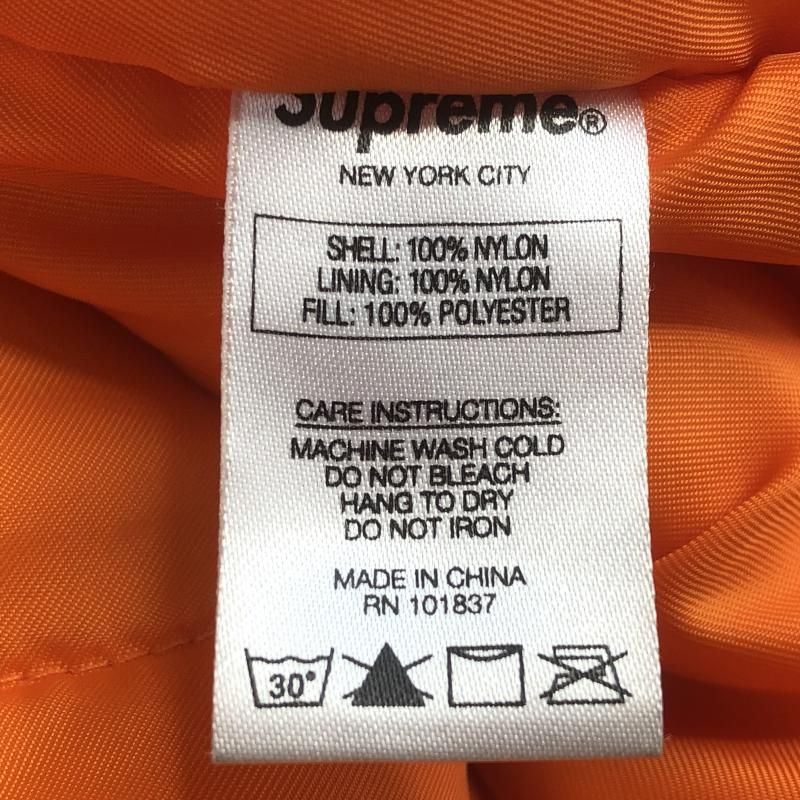 Supreme®
NEW YORK CITY
SHELL: 100% NYLON
LINING: 100% NYLON
FILL: 100% POLYESTER
CARE INSTRUCTIONS:
MACHINE WASH COLD
DO NOT BLEACH
HANG TO DRY
DO NOT IRON
MADE IN CHINA
RN 101837
30°